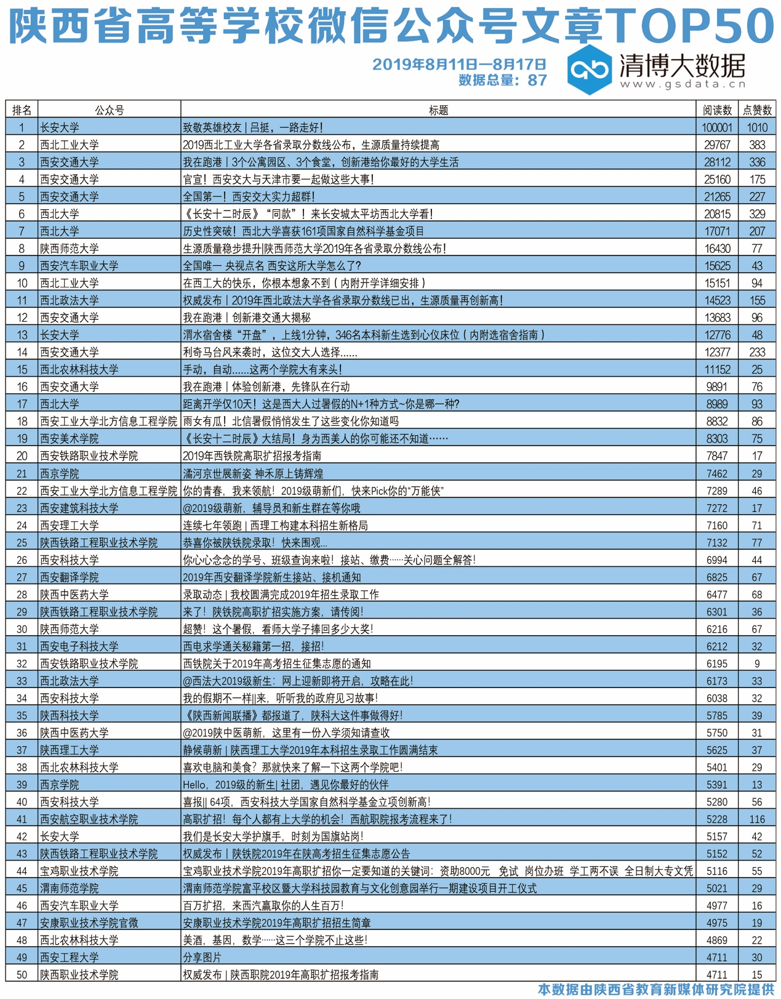 陕西省高等学校微信公众号文章TOP50
2019年8月11日—8月17日
数据总量：87
清博大数据
www.gsdata.cn
排名 公众号 标题 阅读数 点赞数
1 长安大学 致敬英雄校友 | 吕挺，一路走好！ 100001 1010
2 西北工业大学 2019西北工业大学各省录取分数线公布，生源质量持续提高 29767 383
3 西安交通大学 我在跑港丨3个公寓园区、3个食堂，创新港给你最好的大学生活 28112 336
4 西安交通大学 官宣！西安交大与天津市要一起做这些大事！ 25160 175
5 西安交通大学 全国第一！西安交大实力超群！ 21265 227
6 西北大学 《长安十二时辰》“同款”！来长安城太平坊西北大学看！ 20815 329
7 西北大学 历史性突破！西北大学喜获161项国家自然科学基金项目 17071 207
8 陕西师范大学 生源质量稳步提升|陕西师范大学2019年各省录取分数线公布！ 16430 77
9 西安汽车职业大学 全国唯一 央视点名 西安这所大学怎么了？ 15625 43
10 西北工业大学 在西工大的快乐，你根本想象不到（内附开学详细安排） 15151 94
11 西北政法大学 权威发布丨2019年西北政法大学各省录取分数线已出，生源质量再创新高！ 14523 155
12 西安交通大学 我在跑港丨创新港交通大揭秘 13683 96
13 长安大学 渭水宿舍楼“开盘”，上线1分钟，346名本科新生选到心仪床位（内附选宿舍指南） 12776 48
14 西安交通大学 利奇马台风来袭时，这位交大人选择…… 12377 233
15 西北农林科技大学 手动，自动……这两个学院大有来头！ 11152 25
16 西安交通大学 我在跑港丨体验创新港，先锋队在行动 9891 76
17 西北大学 距离开学仅10天！这是西大人过暑假的N+1种方式~你是哪一种？ 8989 93
18 西安工业大学北方信息工程学院 雨女有瓜！北信暑假悄悄发生了这些变化你知道吗 8832 86
19 西安美术学院 《长安十二时辰》大结局！身为西美人的你可能还不知道…… 8303 75
20 西安铁路职业技术学院 2019年西铁院高职扩招报考指南 7847 17
21 西京学院 潏河京世展新姿 神禾原上铸辉煌 7462 29
22 西安工业大学北方信息工程学院 你的青春，我来领航！2019级萌新们，快来Pick你的“万能侠” 7289 46
23 西安建筑科技大学 @2019级萌新，辅导员和新生群在等你哦 7272 17
24 西安理工大学 连续七年领跑 | 西理工构建本科招生新格局 7160 71
25 陕西铁路工程职业技术学院 恭喜你被陕铁院录取！快来围观... 7132 77
26 西安科技大学 你心心念念的学号、班级查询来啦！接站、缴费……关心问题全解答！ 6994 44
27 西安翻译学院 2019年西安翻译学院新生接站、接机通知 6825 67
28 陕西中医药大学 录取动态 | 我校圆满完成2019年招生录取工作 6477 68
29 陕西铁路工程职业技术学院 来了！陕铁院高职扩招实施方案，请传阅！ 6301 36
30 陕西师范大学 超赞！这个暑假，看师大学子捧回多少大奖！ 6216 67
31 西安电子科技大学 西电求学通关秘籍第一招，接招！ 6212 32
32 西安铁路职业技术学院 西铁院关于2019年高考招生征集志愿的通知 6195 9
33 西北政法大学 @西法大2019级新生：网上迎新即将开启，攻略在此！ 6173 33
34 西安科技大学 我的假期不一样||来，听听我的政府见习故事！ 6038 32
35 陕西科技大学 《陕西新闻联播》都报道了，陕科大这件事做得好！ 5785 39
36 陕西中医药大学 @2019陕中医萌新，这里有一份入学须知请查收 5750 31
37 陕西理工大学 静候萌新 | 陕西理工大学2019年本科招生录取工作圆满结束 5625 37
38 西北农林科技大学 喜欢电脑和美食？那就快来了解一下这两个学院吧！ 5401 29
39 西京学院 Hello，2019级的新生| 社团，遇见你最好的伙伴 5391 13
40 西安科技大学 喜报|| 64项，西安科技大学国家自然科学基金立项创新高！ 5280 56
41 西安航空职业技术学院 高职扩招！每个人都有上大学的机会！西航职院报考流程来了！ 5228 116
42 长安大学 我们是长安大学护旗手，时刻为国旗站岗！ 5157 42
43 陕西铁路工程职业技术学院 权威发布丨陕铁院2019年在陕高考招生征集志愿公告 5152 52
44 宝鸡职业技术学院 宝鸡职业技术学院2019年高职扩招你一定要知道的关键词：资助8000元 免试 岗位办班 学工两不误 全日制大专文凭 5116 55
45 渭南师范学院 渭南师范学院富平校区暨大学科技园教育与文化创意园举行一期建设项目开工仪式 5021 29
46 西安汽车职业大学 百万扩招，来西汽赢取你的人生百万！ 4977 16
47 安康职业技术学院官微 安康职业技术学院2019年高职扩招招生简章 4975 19
48 西北农林科技大学 美酒，基因，数学……这三个学院不止这些！ 4869 22
49 西安工程大学 分享图片 4711 30
50 陕西职业技术学院 权威发布 | 陕西职院2019年高职扩招报考指南 4711 15
本数据由陕西省教育新媒体研究院提供